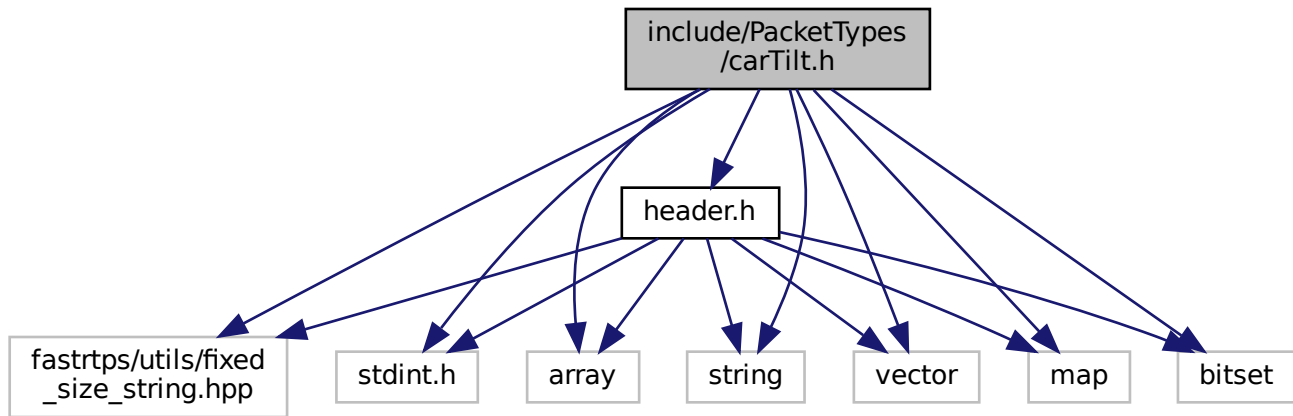 include/PacketTypes
/carTilt.h
header.h
fastrtps/utils/fixed
_size_string.hpp
stdint.h
array
string
vector
map
bitset